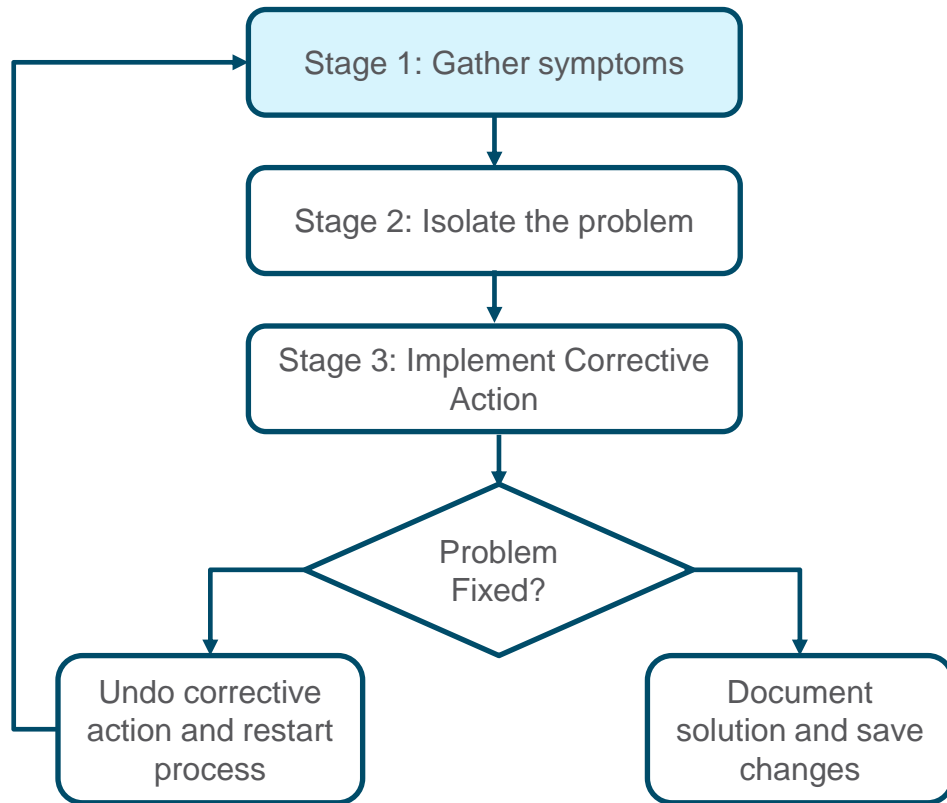 Stage 1: Gather symptoms
Stage 2: Isolate the problem
Stage 3: Implement Corrective
Action
Problem
Fixed?
Undo corrective
action and restart
process
Document
solution and save
changes